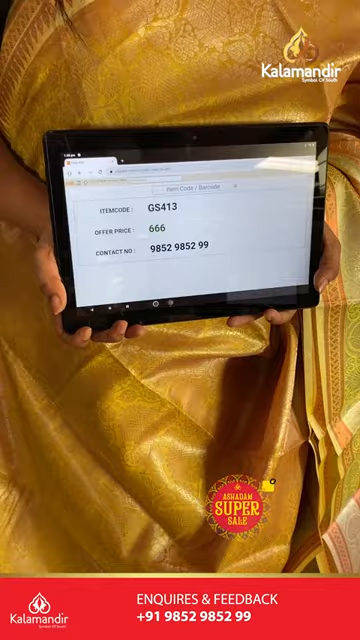 Kalamandir
Symbol Of South
Item Code / Barcode
ITEMCODE : GS413
OFFER PRICE : 666
CONTACT NO : 9852 9852 99
ASHADAM
SUPER
SALE
Kalamandir
Symbol Of South
ENQUIRES & FEEDBACK
+91 9852 9852 99